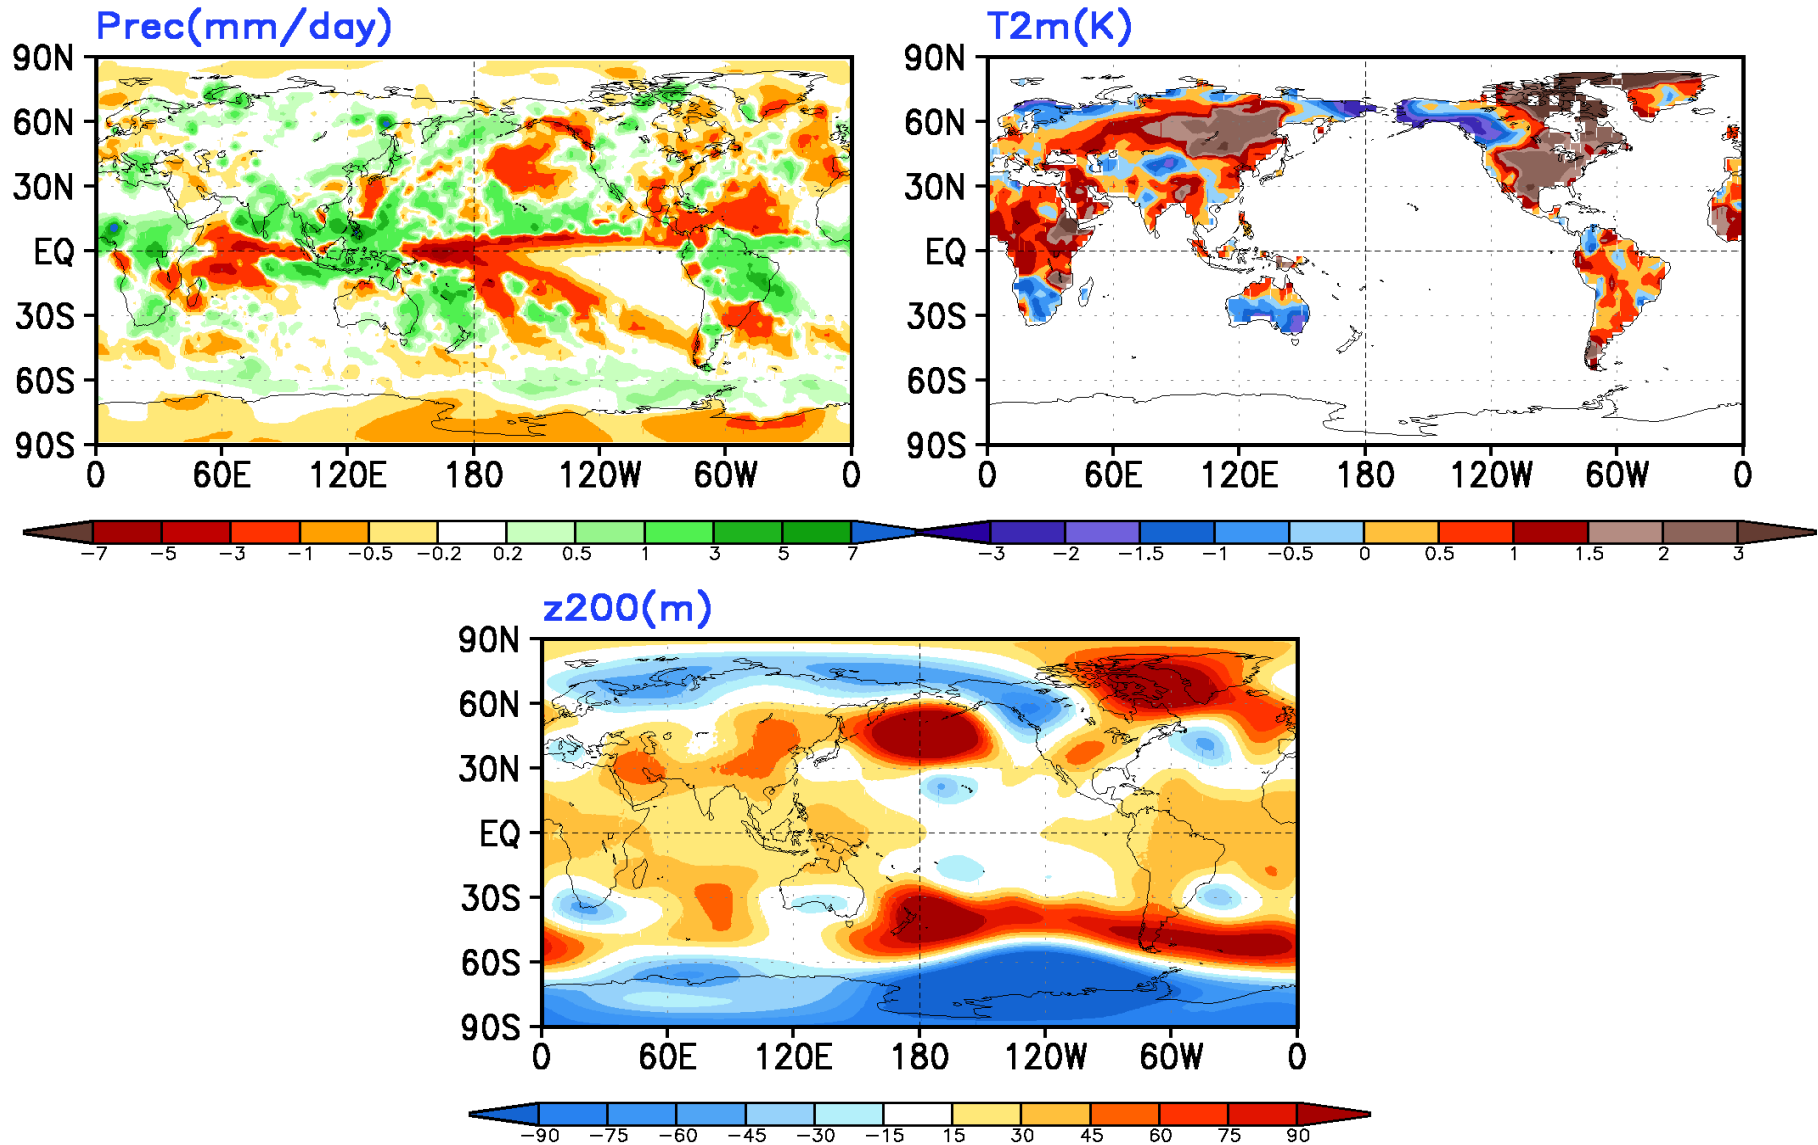 Prec(mm/day)
90N
60N
30N
EQ
30S
60S
90S
0 60E 120E 180 120W 60W 0
-7 -5 -3 -1 -0.5 -0.2 0.2 0.5 1 3 5 7
T2m(K)
90N
60N
30N
EQ
30S
60S
90S
0 60E 120E 180 120W 60W 0
-3 -2 -1.5 -1 -0.5 0 0.5 1 1.5 2 3
z200(m)
90N
60N
30N
EQ
30S
60S
90S
0 60E 120E 180 120W 60W 0
-90 -75 -60 -45 -30 -15 15 30 45 60 75 90